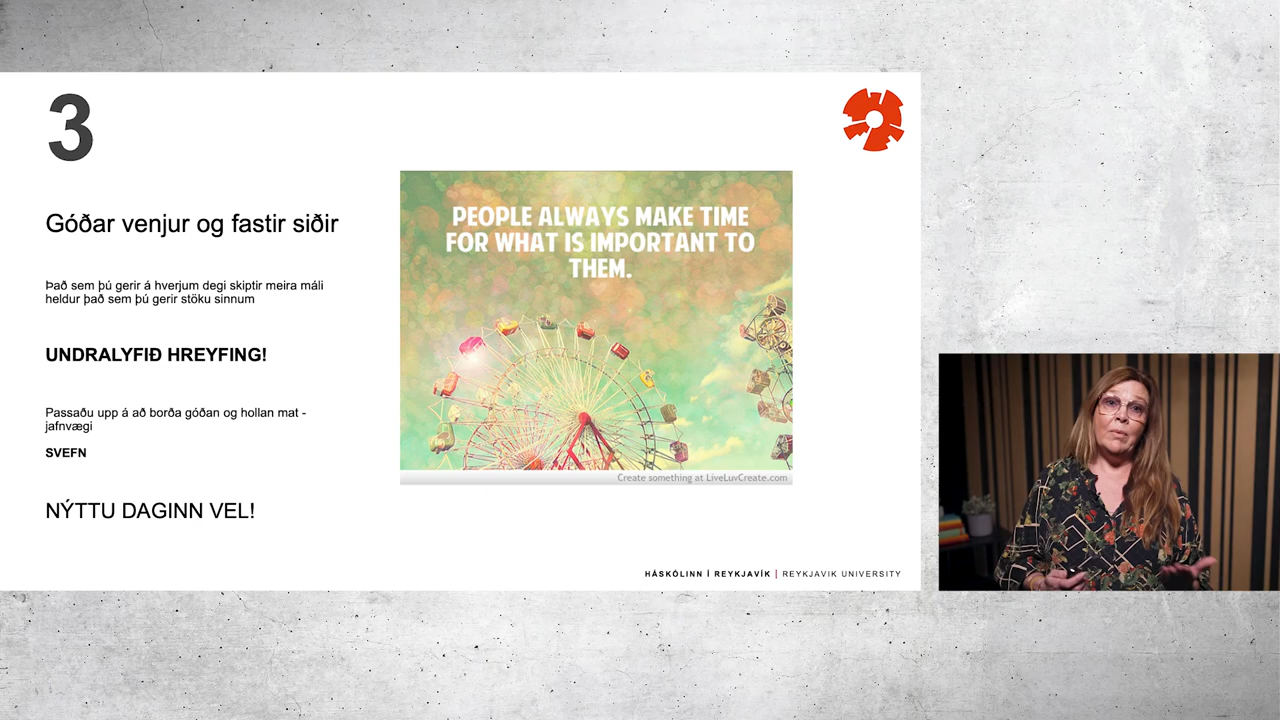 3
Góðar venjur og fastir siðir
Það sem þú gerir á hverjum degi skiptir meira máli
heldur það sem þú gerir stöku sinnum
UNDRALYFIÐ HREYFING!
Passaðu upp á að borða góðan og hollan mat -
jafnvægi
SVEFN
NÝTTU DAGINN VEL!
PEOPLE ALWAYS MAKE TIME
FOR WHAT IS IMPORTANT TO
THEM.
Create something at LiveLuvCreate.com
HÁSKÓLINN Í REYKJAVÍK | REYKJAVIK UNIVERSITY